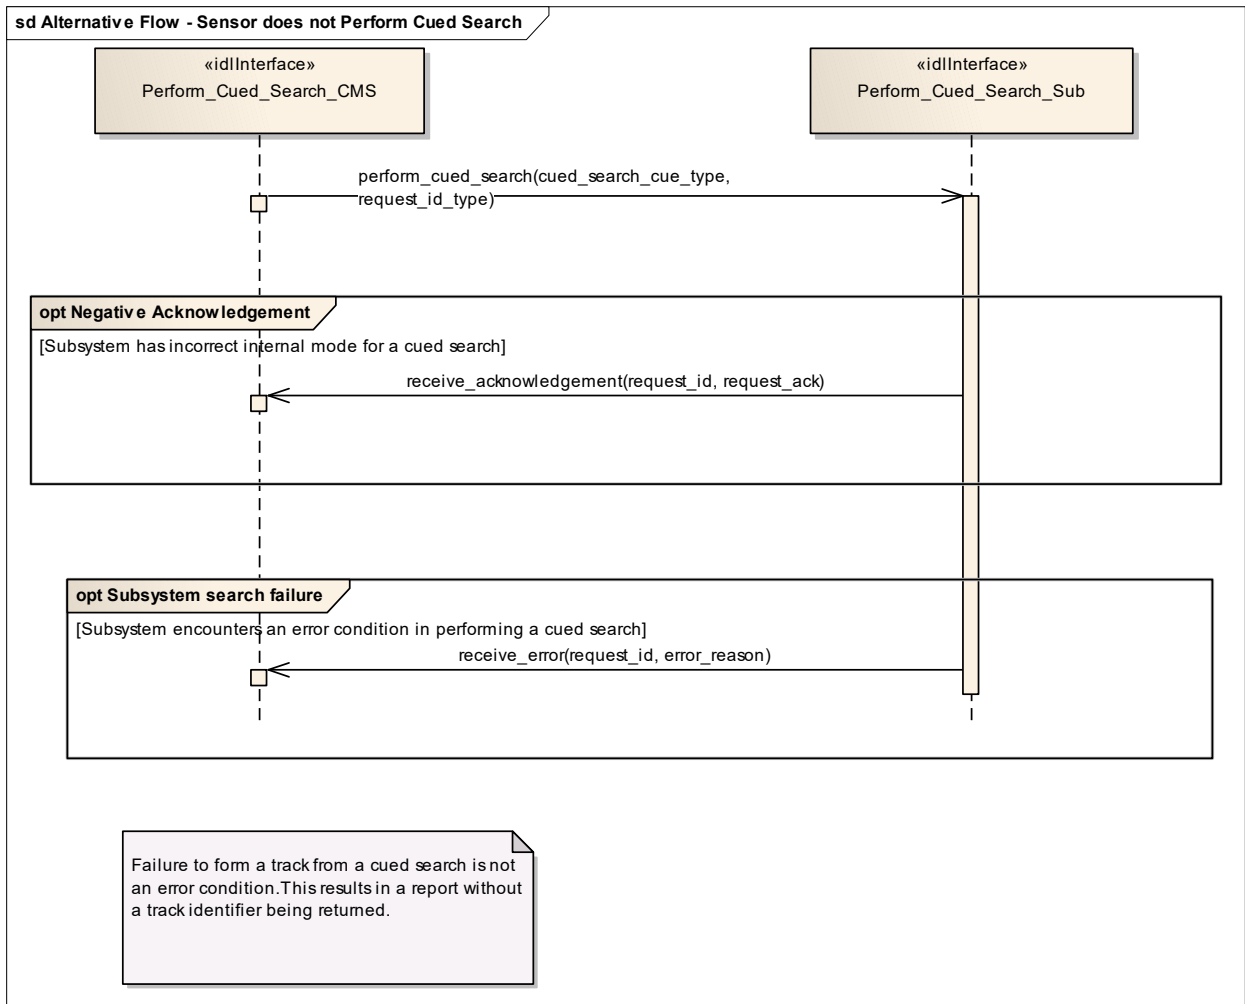 sd Alternative Flow - Sensor does not Perform Cued Search
«idlInterface»
Perform_Cued_Search_CMS
«idlInterface»
Perform_Cued_Search_Sub
perform_cued_search(cued_search_cue_type,
request_id_type)
opt Negative Acknowledgement
[Subsystem has incorrect internal mode for a cued search]
receive_acknowledgement(request_id, request_ack)
opt Subsystem search failure
[Subsystem encounters an error condition in performing a cued search]
receive_error(request_id, error_reason)
Failure to form a track from a cued search is not
an error condition.This results in a report without
a track identifier being returned.